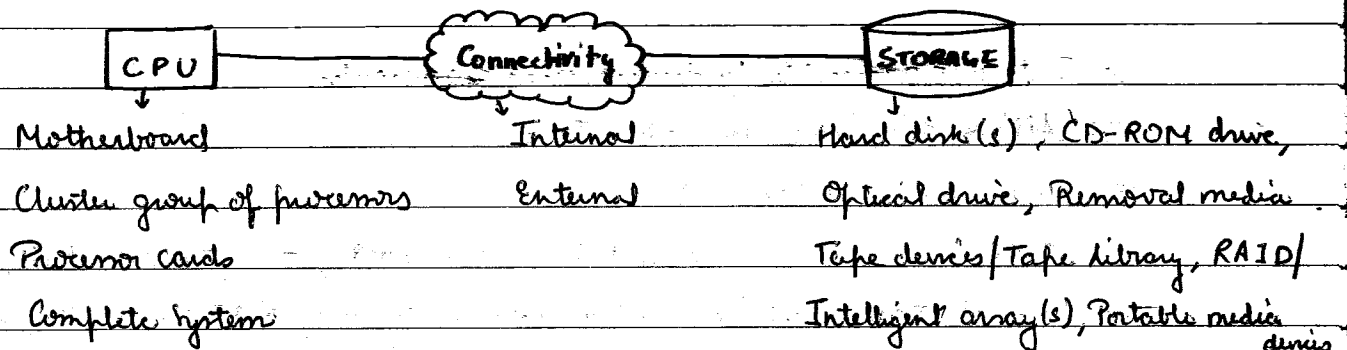 CPU Connectivity STORAGE
Motherboard Internal Hard disk(s), CD-ROM drive,
Cluster group of processors External Optical drive, Removal media.
Processor cards Tape devices/Tape library, RAID/
Complete system Intelligent array(s), Portable media
devices